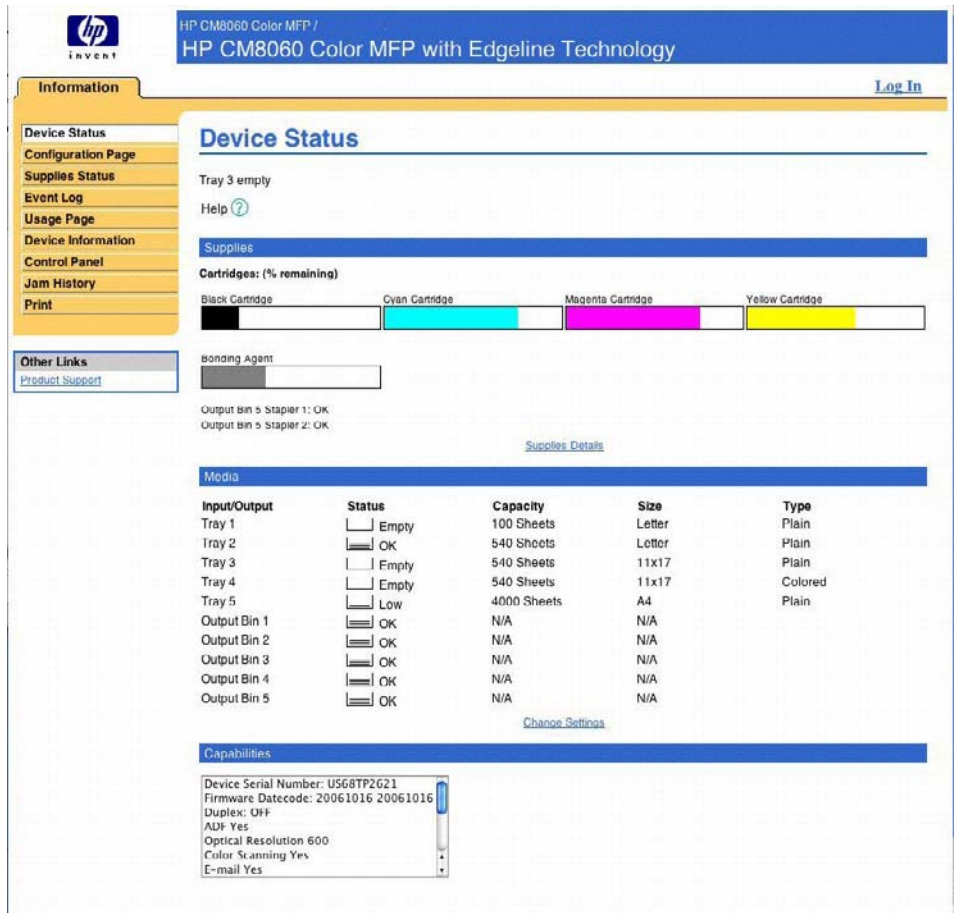 hp
invent
HP CM8060 Color MFP /
HP CM8060 Color MFP with Edgeline Technology
Information
Log In
Device Status
Configuration Page
Supplies Status
Event Log
Usage Page
Device Information
Control Panel
Jam History
Print
Other Links
Product Support
Device Status
Tray 3 empty
Help ?
Supplies
Cartridges: (% remaining)
Black Cartridge Cyan Cartridge Magenta Cartridge Yellow Cartridge
Bonding Agent
Output Bin 5 Stapler 1: OK
Output Bin 5 Stapler 2: OK
Supplies Details
Media
Input/Output Status Capacity Size Type
Tray 1 Empty 100 Sheets Letter Plain
Tray 2 OK 540 Sheets Letter Plain
Tray 3 Empty 540 Sheets 11x17 Plain
Tray 4 Empty 540 Sheets 11x17 Colored
Tray 5 Low 4000 Sheets A4 Plain
Output Bin 1 OK N/A N/A
Output Bin 2 OK N/A N/A
Output Bin 3 OK N/A N/A
Output Bin 4 OK N/A N/A
Output Bin 5 OK N/A N/A
Change Settings
Capabilities
Device Serial Number: US68TP2621
Firmware Datecode: 20061016 20061016
Duplex: OFF
ADF Yes
Optical Resolution 600
Color Scanning Yes
E-mail Yes